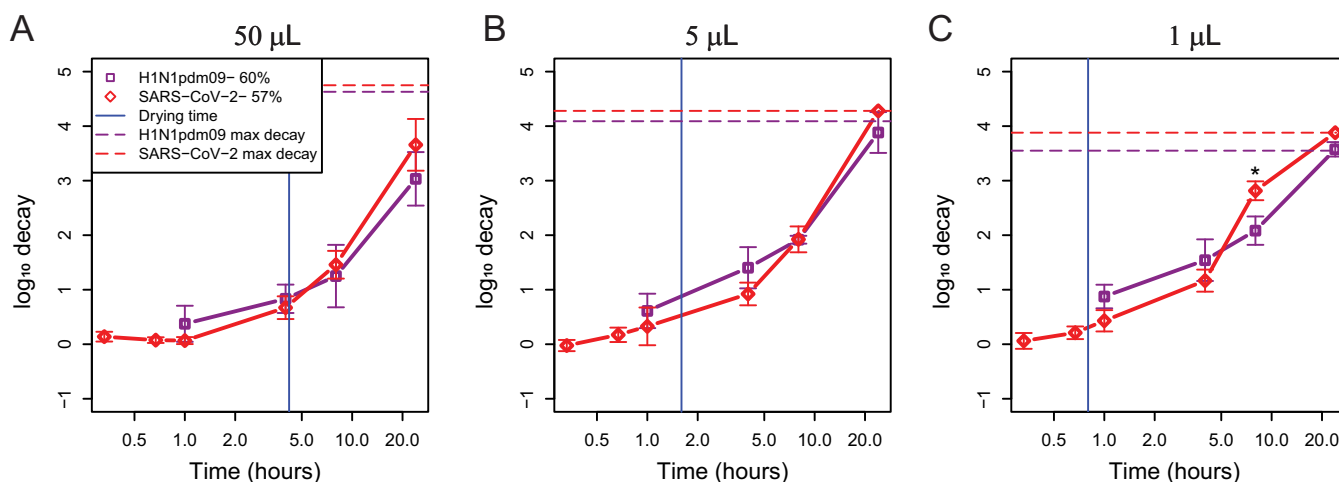 A
50 μL
5
4
3
2
1
0
−1
log₁₀ decay
H1N1pdm09− 60%
SARS−CoV−2− 57%
Drying time
H1N1pdm09 max decay
SARS−CoV−2 max decay
0.5 1.0 2.0 5.0 10.0 20.0
Time (hours)
B
5 μL
5
4
3
2
1
0
−1
log₁₀ decay
0.5 1.0 2.0 5.0 10.0 20.0
Time (hours)
C
1 μL
5
4
3
2
1
0
−1
log₁₀ decay
*
0.5 1.0 2.0 5.0 10.0 20.0
Time (hours)